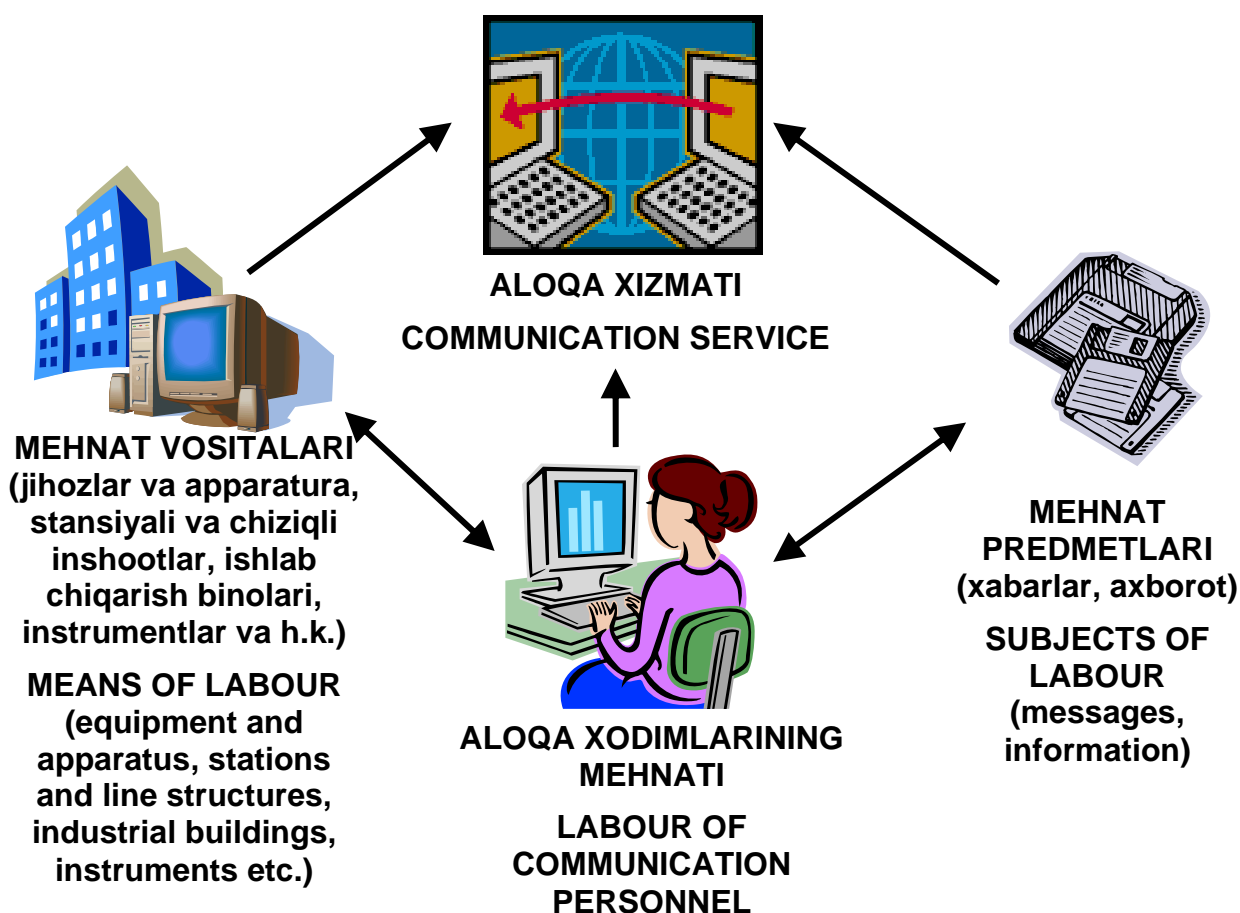 ALOQA XIZMATI
COMMUNICATION SERVICE
MEHNAT VOSITALARI
(jihozlar va apparatura,
stansiyali va chiziqli
inshootlar, ishlab
chiqarish binolari,
instrumentlar va h.k.)
MEANS OF LABOUR
(equipment and
apparatus, stations
and line structures,
industrial buildings,
instruments etc.)
ALOQA XODIMLARINING
MEHNATI
LABOUR OF
COMMUNICATION
PERSONNEL
MEHNAT
PREDMETLARI
(xabarlar, axborot)
SUBJECTS OF
LABOUR
(messages,
information)